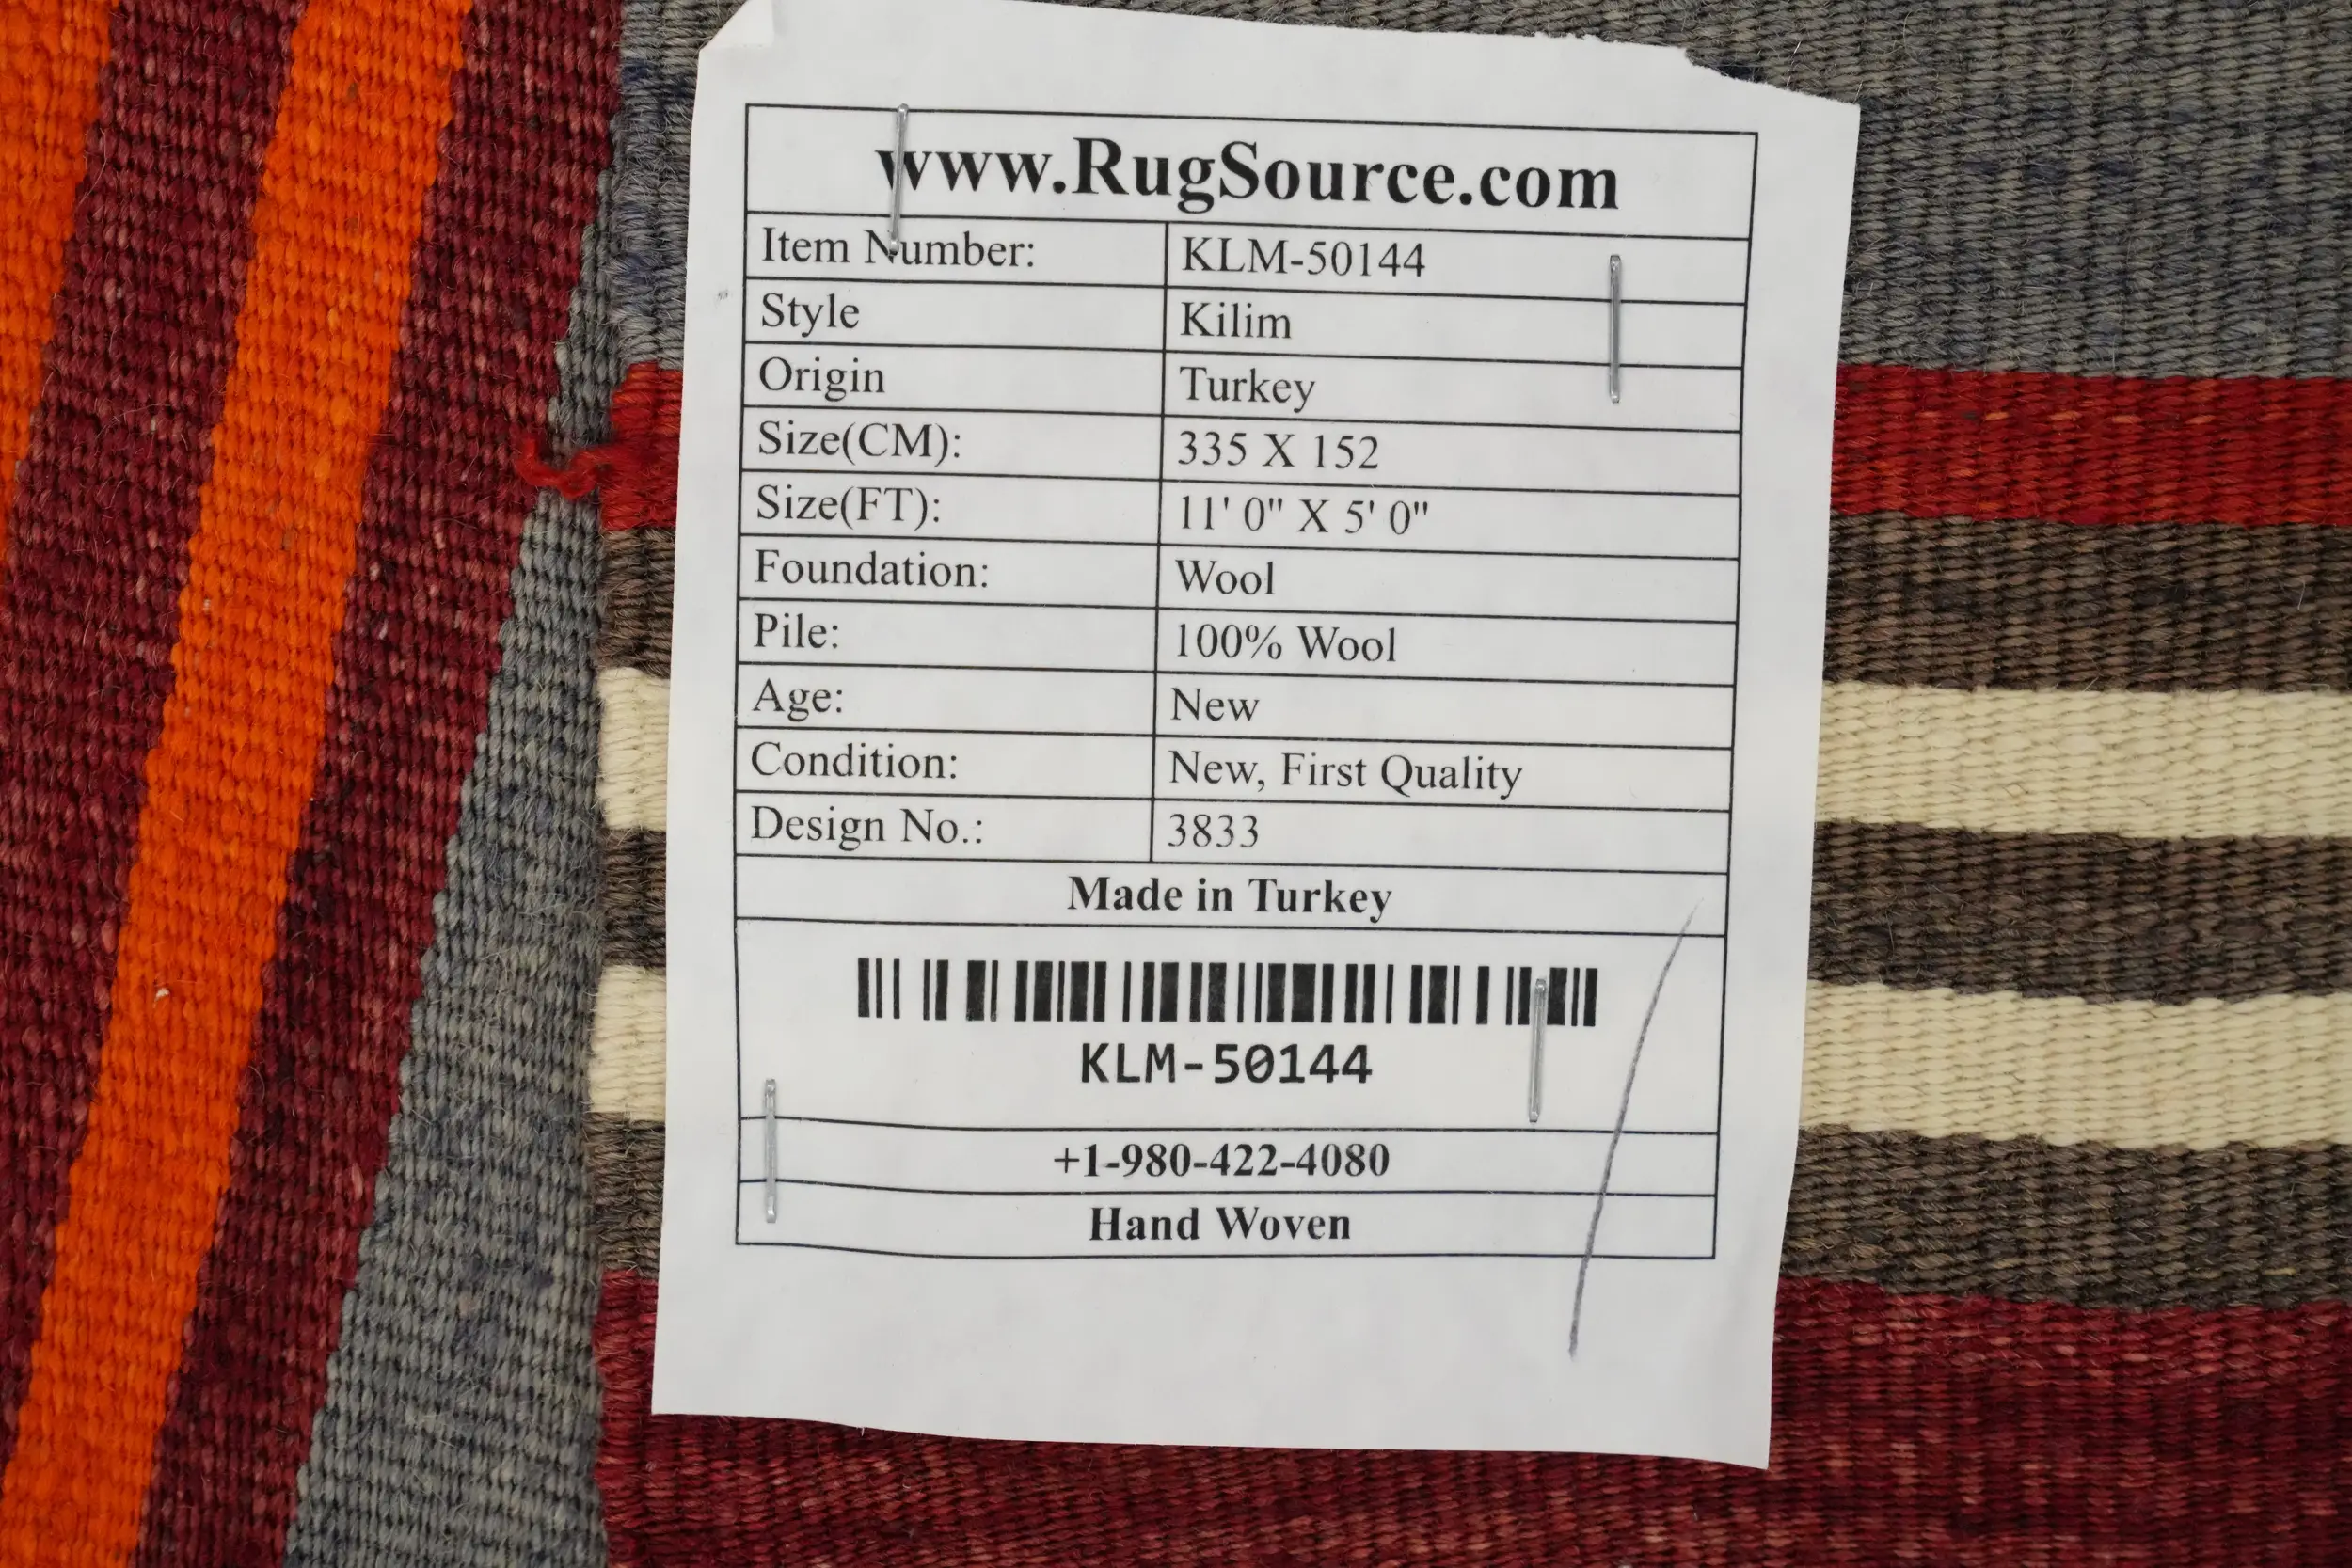 www.RugSource.com
Item Number: KLM-50144
Style Kilim
Origin Turkey
Size(CM): 335 X 152
Size(FT): 11' 0" X 5' 0"
Foundation: Wool
Pile: 100% Wool
Age: New
Condition: New, First Quality
Design No.: 3833
Made in Turkey
KLM-50144
+1-980-422-4080
Hand Woven